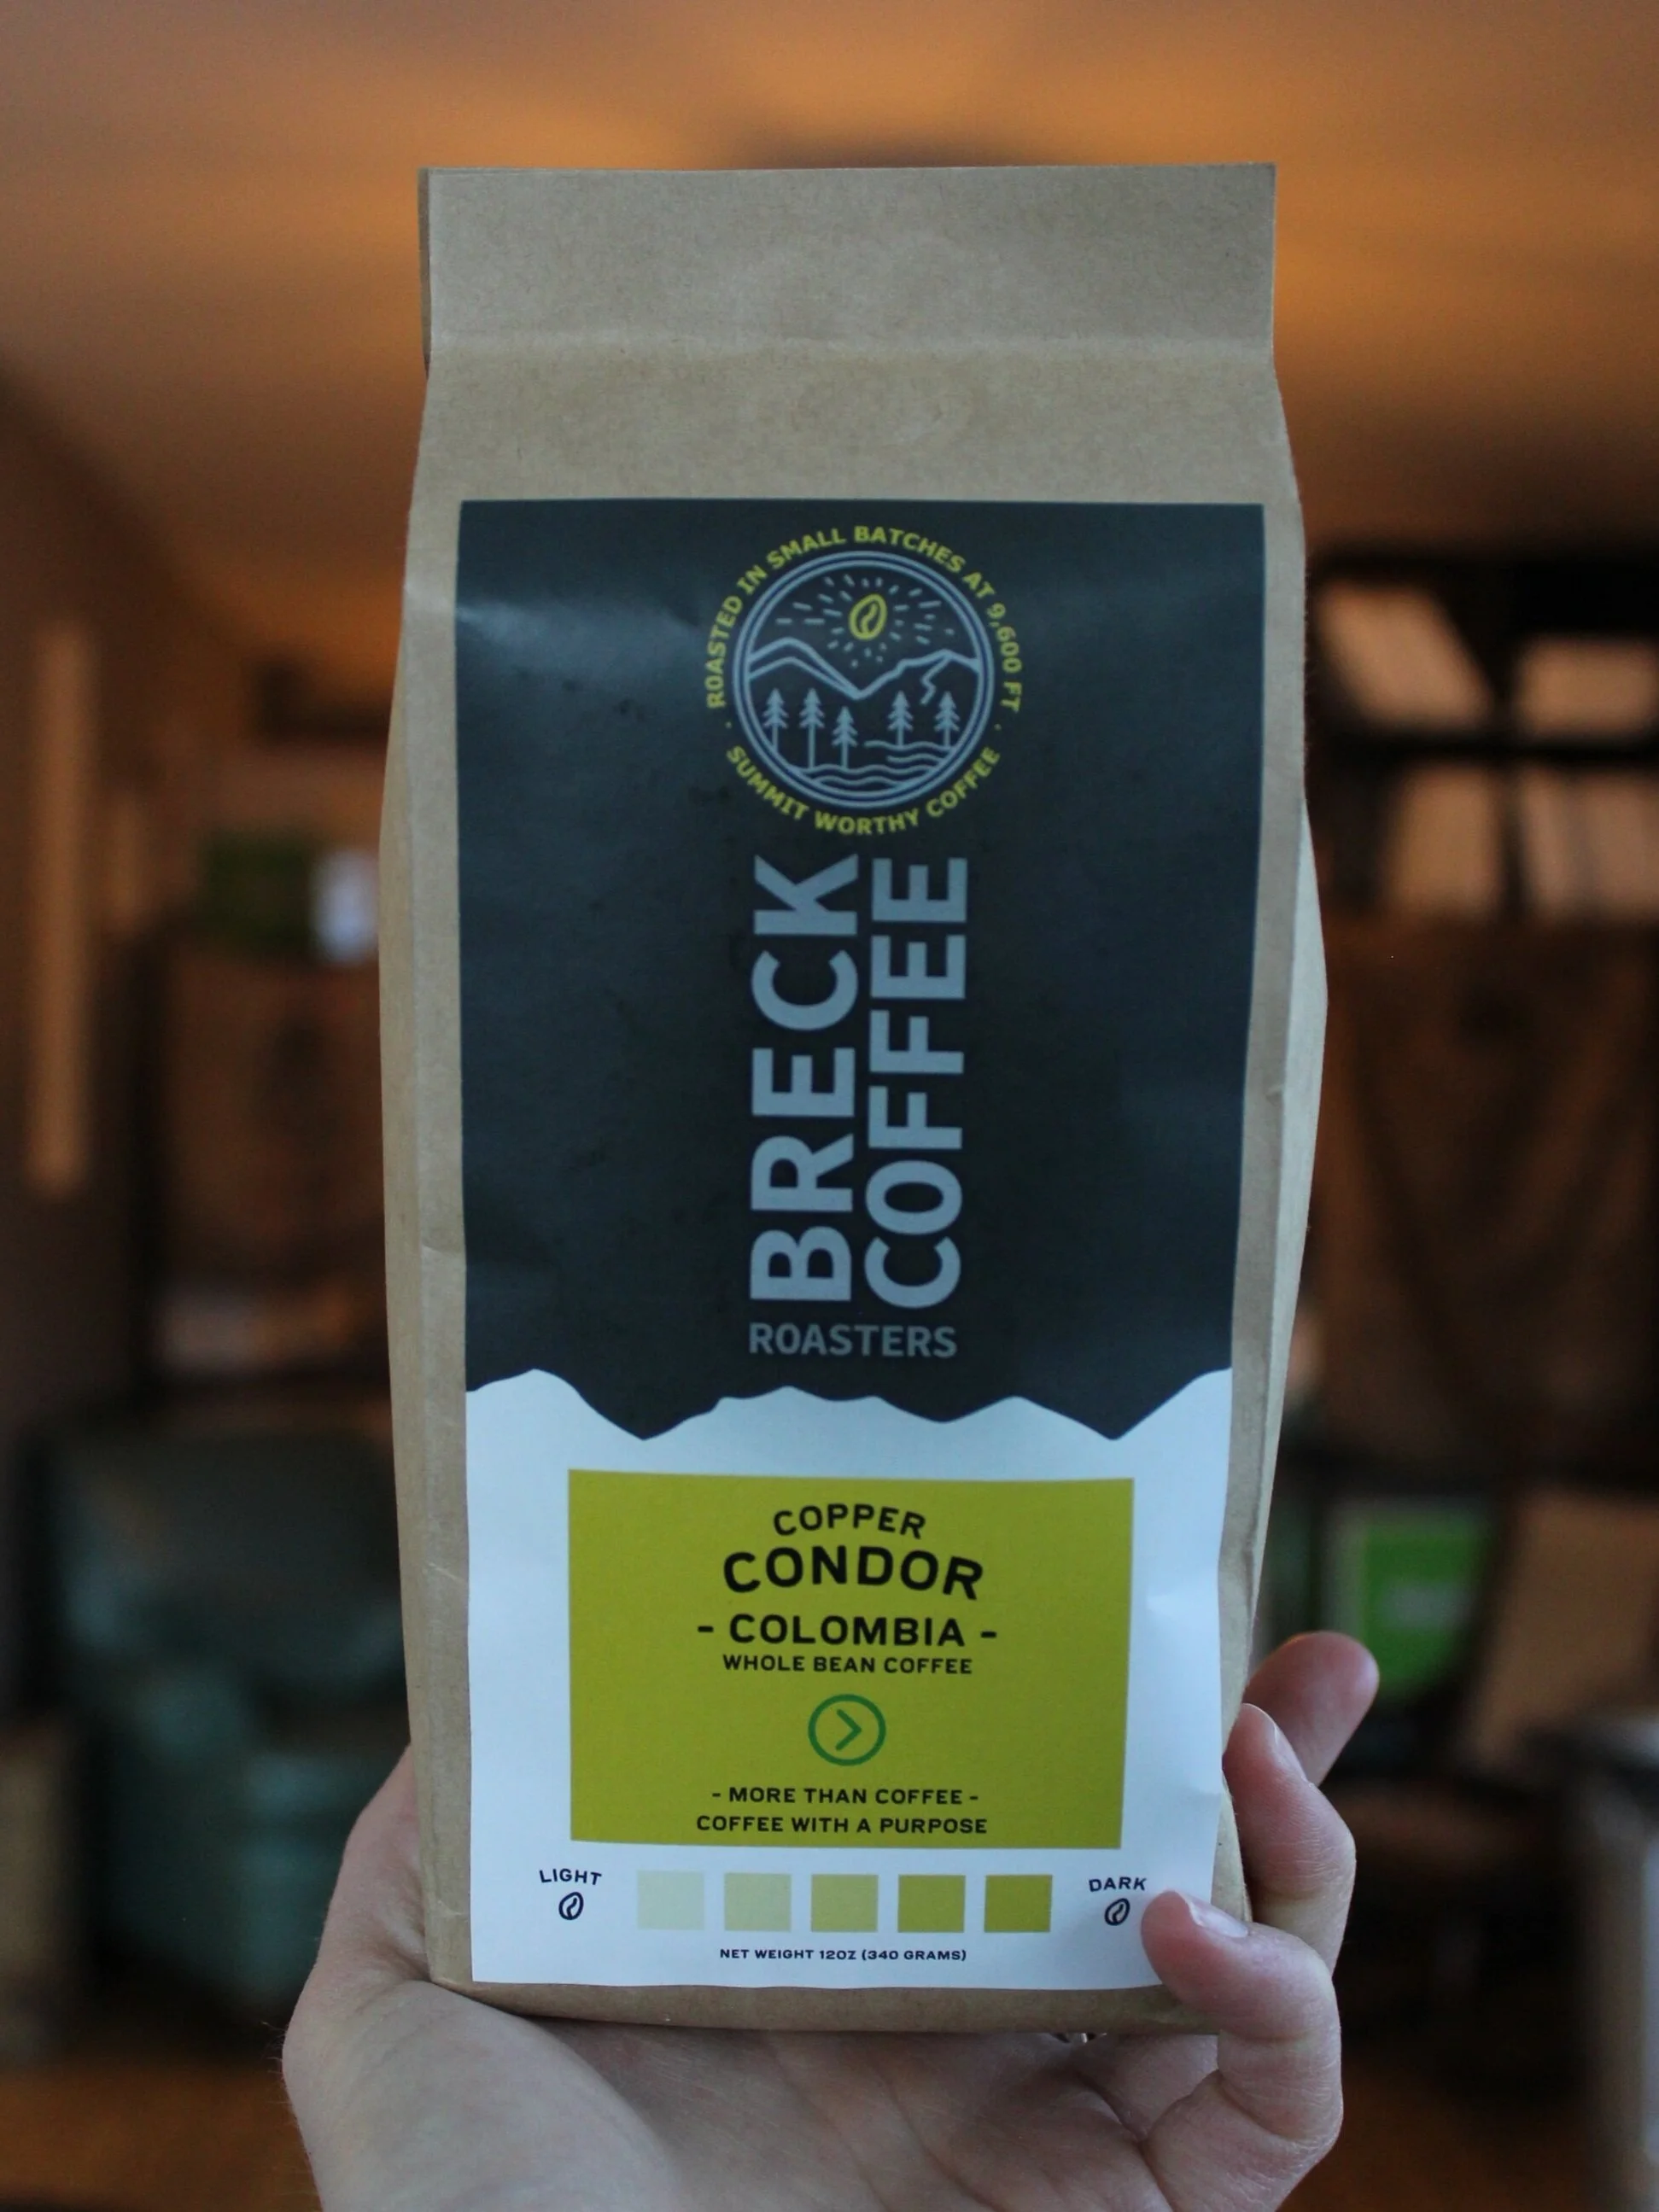 · ROASTED IN SMALL BATCHES AT 9,600 FT ·
SUMMIT WORTHY COFFEE
BRECK
COFFEE
ROASTERS
COPPER
CONDOR
- COLOMBIA -
WHOLE BEAN COFFEE
- MORE THAN COFFEE -
COFFEE WITH A PURPOSE
LIGHT
DARK
NET WEIGHT 12OZ (340 GRAMS)